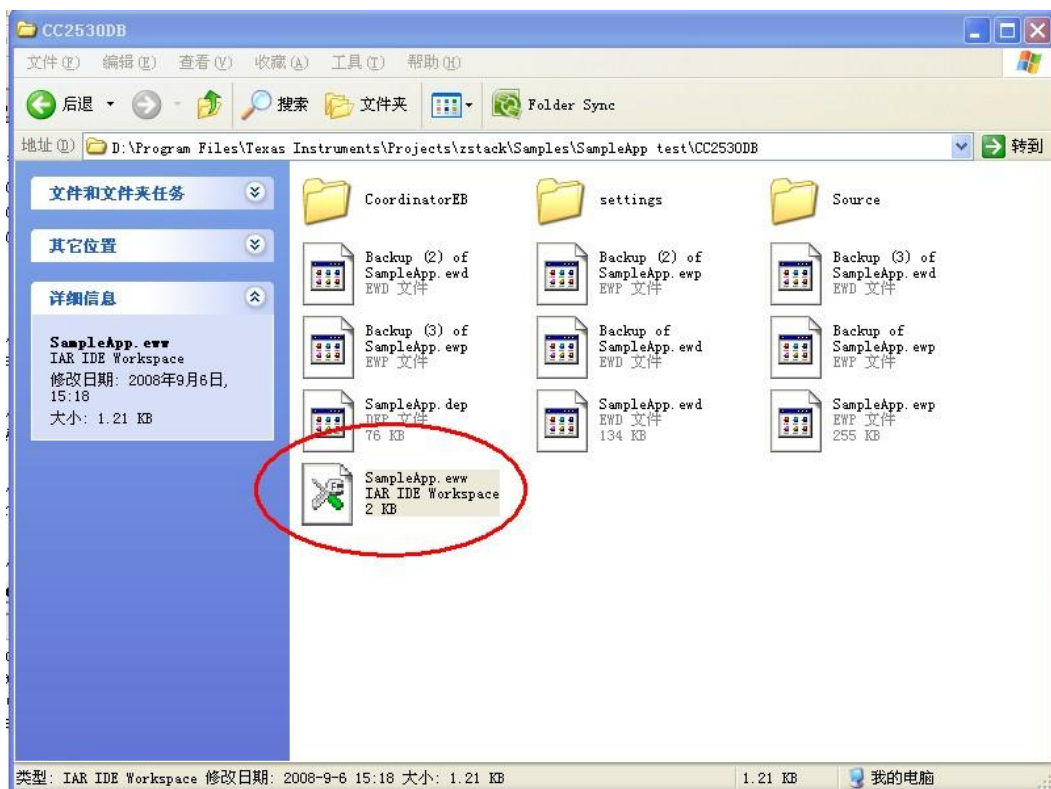 CC2530DB
文件(F) 编辑(E) 查看(V) 收藏(A) 工具(T) 帮助(H)
后退 搜索 文件夹 Folder Sync
地址(D) D:\Program Files\Texas Instruments\Projects\zstack\Samples\SampleApp test\CC2530DB 转到
文件和文件夹任务
其它位置
详细信息
SampleApp.eww
IAR IDE Workspace
修改日期: 2008年9月6日,
15:18
大小: 1.21 KB
CoordinatorEB
settings
Source
Backup (2) of
SampleApp.ewd
EWD 文件
Backup (2) of
SampleApp.ewp
EWP 文件
Backup (3) of
SampleApp.ewd
EWD 文件
Backup (3) of
SampleApp.ewp
EWP 文件
Backup of
SampleApp.ewd
EWD 文件
Backup of
SampleApp.ewp
EWP 文件
SampleApp.dep
DEP 文件
76 KB
SampleApp.ewd
EWD 文件
134 KB
SampleApp.ewp
EWP 文件
255 KB
SampleApp.eww
IAR IDE Workspace
2 KB
类型: IAR IDE Workspace 修改日期: 2008-9-6 15:18 大小: 1.21 KB 1.21 KB 我的电脑